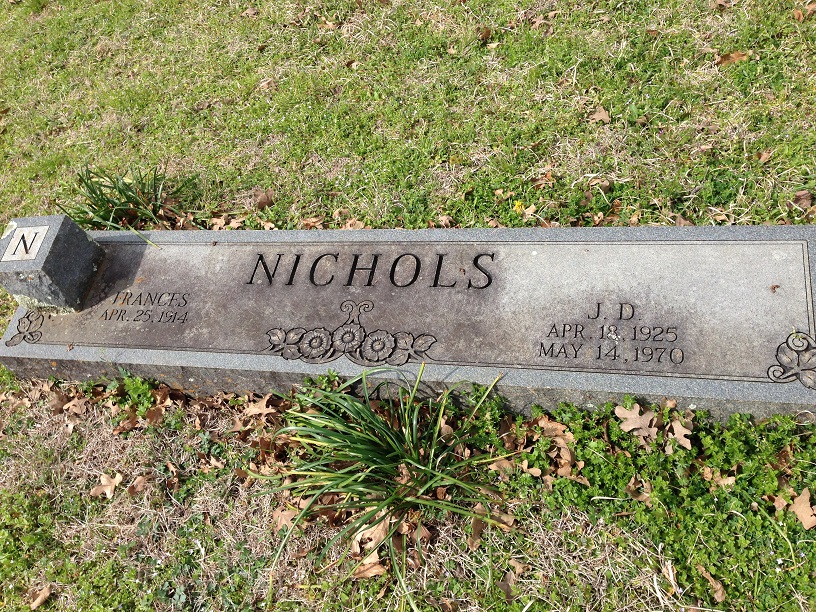 N
NICHOLS
FRANCES
APR. 25, 1914
J. D.
APR. 18, 1925
MAY 14, 1970